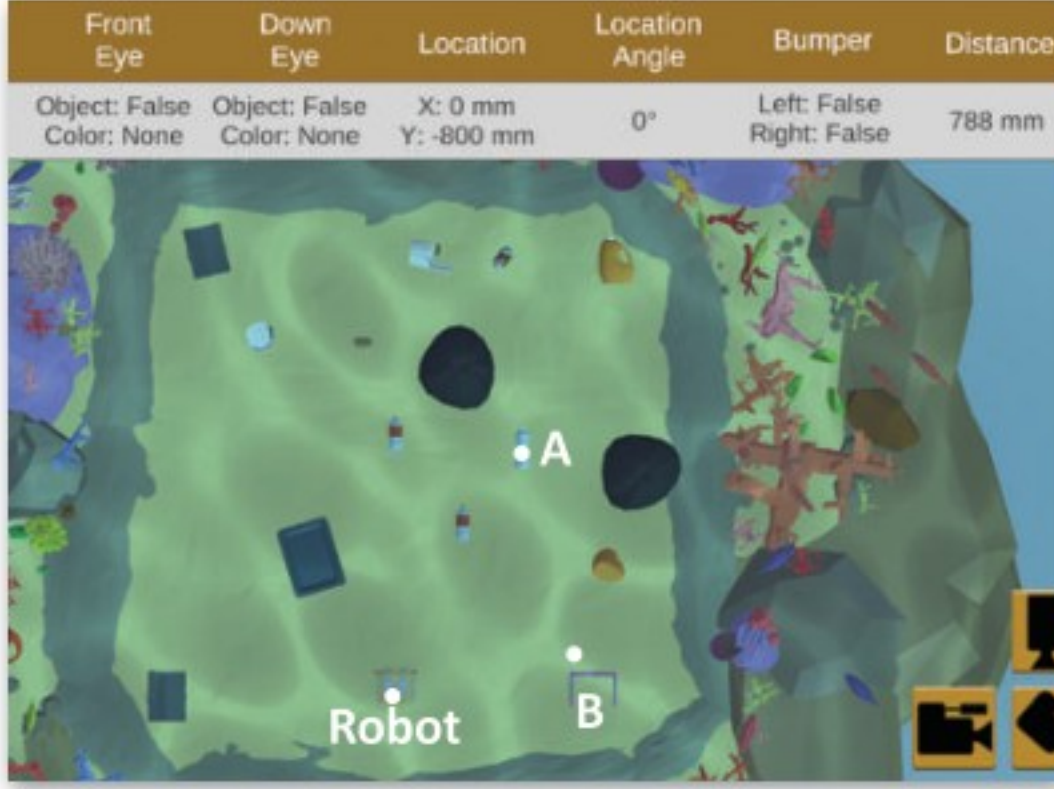 Front
Eye
Down
Eye
Location
Location
Angle
Bumper
Distance
Object: False
Color: None
Object: False
Color: None
X: 0 mm
Y: -800 mm
0°
Left: False
Right: False
788 mm
A
B
Robot